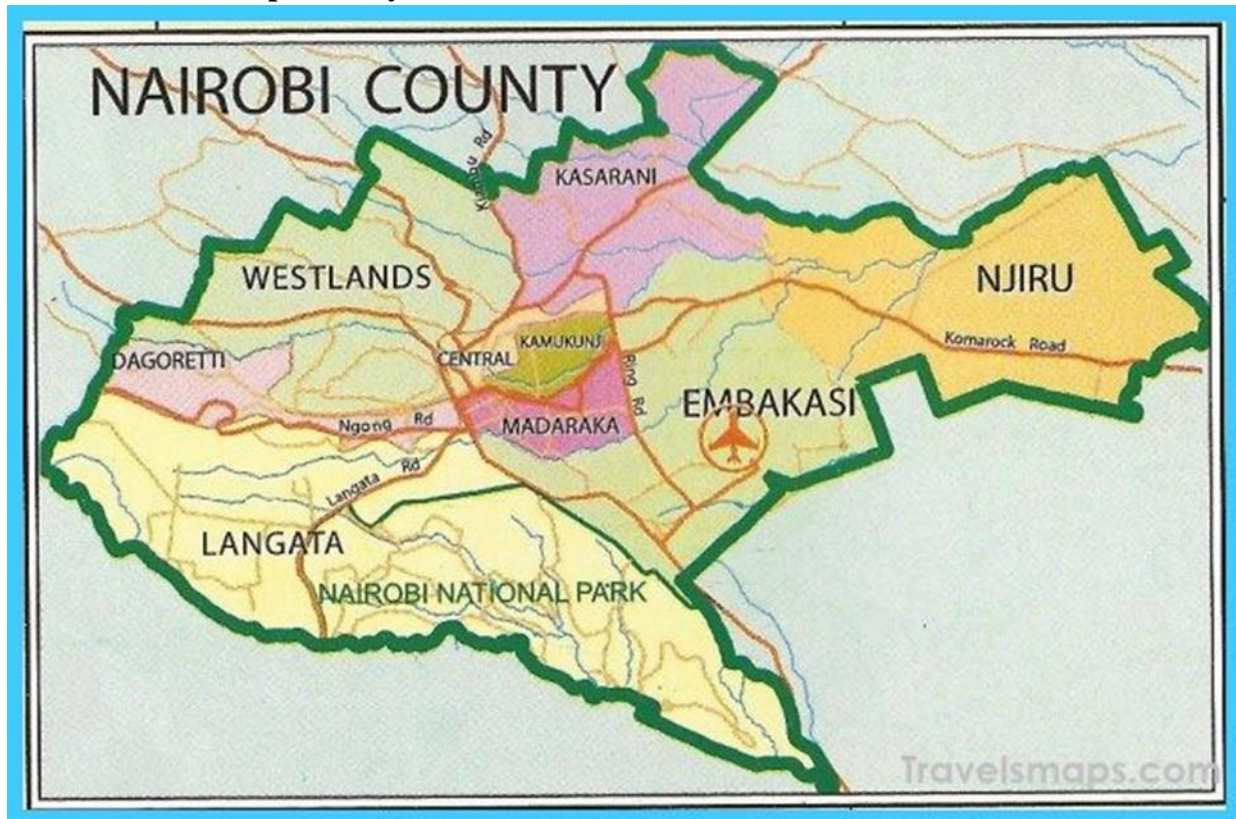 NAIROBI COUNTY
Kiambu Rd
KASARANI
WESTLANDS
NJIRU
Komarock Road
DAGORETTI
CENTRAL
KAMUKUNJI
Ring Rd
EMBAKASI
Ngong Rd
MADARAKA
Langata Rd
LANGATA
NAIROBI NATIONAL PARK
Travelsmaps.com